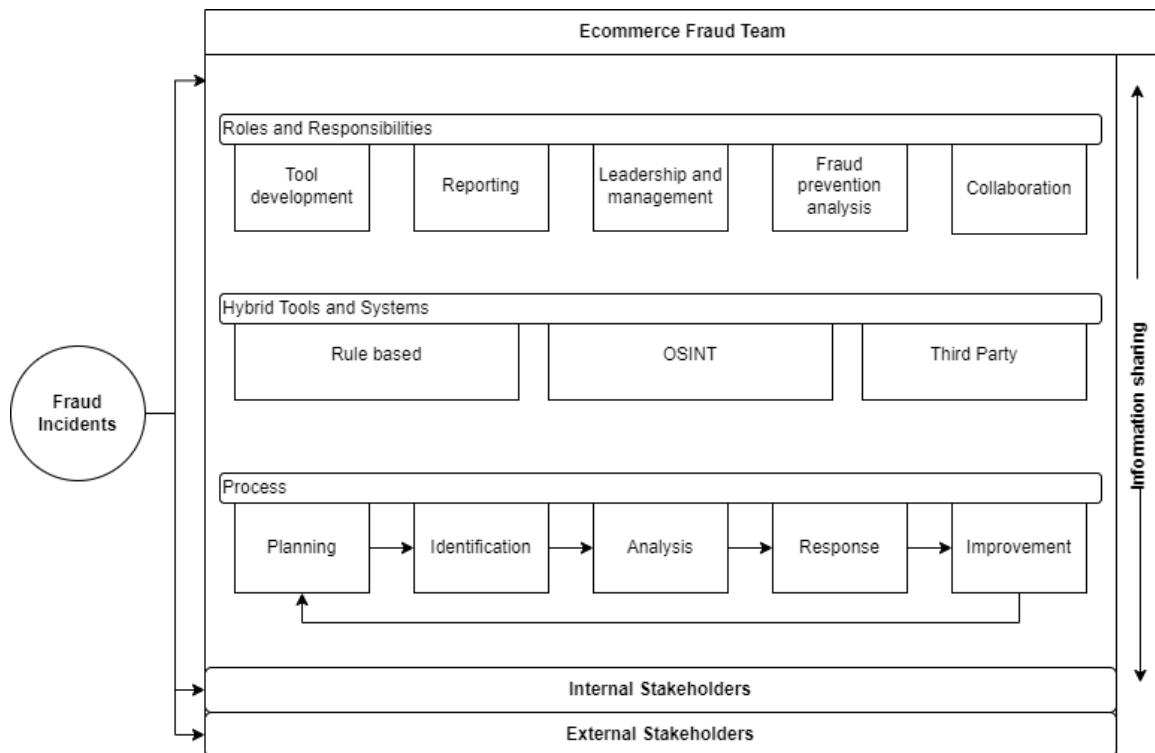 Ecommerce Fraud Team
Roles and Responsibilities
Tool
development
Reporting
Leadership and
management
Fraud
prevention
analysis
Collaboration
Hybrid Tools and Systems
Rule based
OSINT
Third Party
Fraud
Incidents
Information sharing
Process
Planning
Identification
Analysis
Response
Improvement
Internal Stakeholders
External Stakeholders